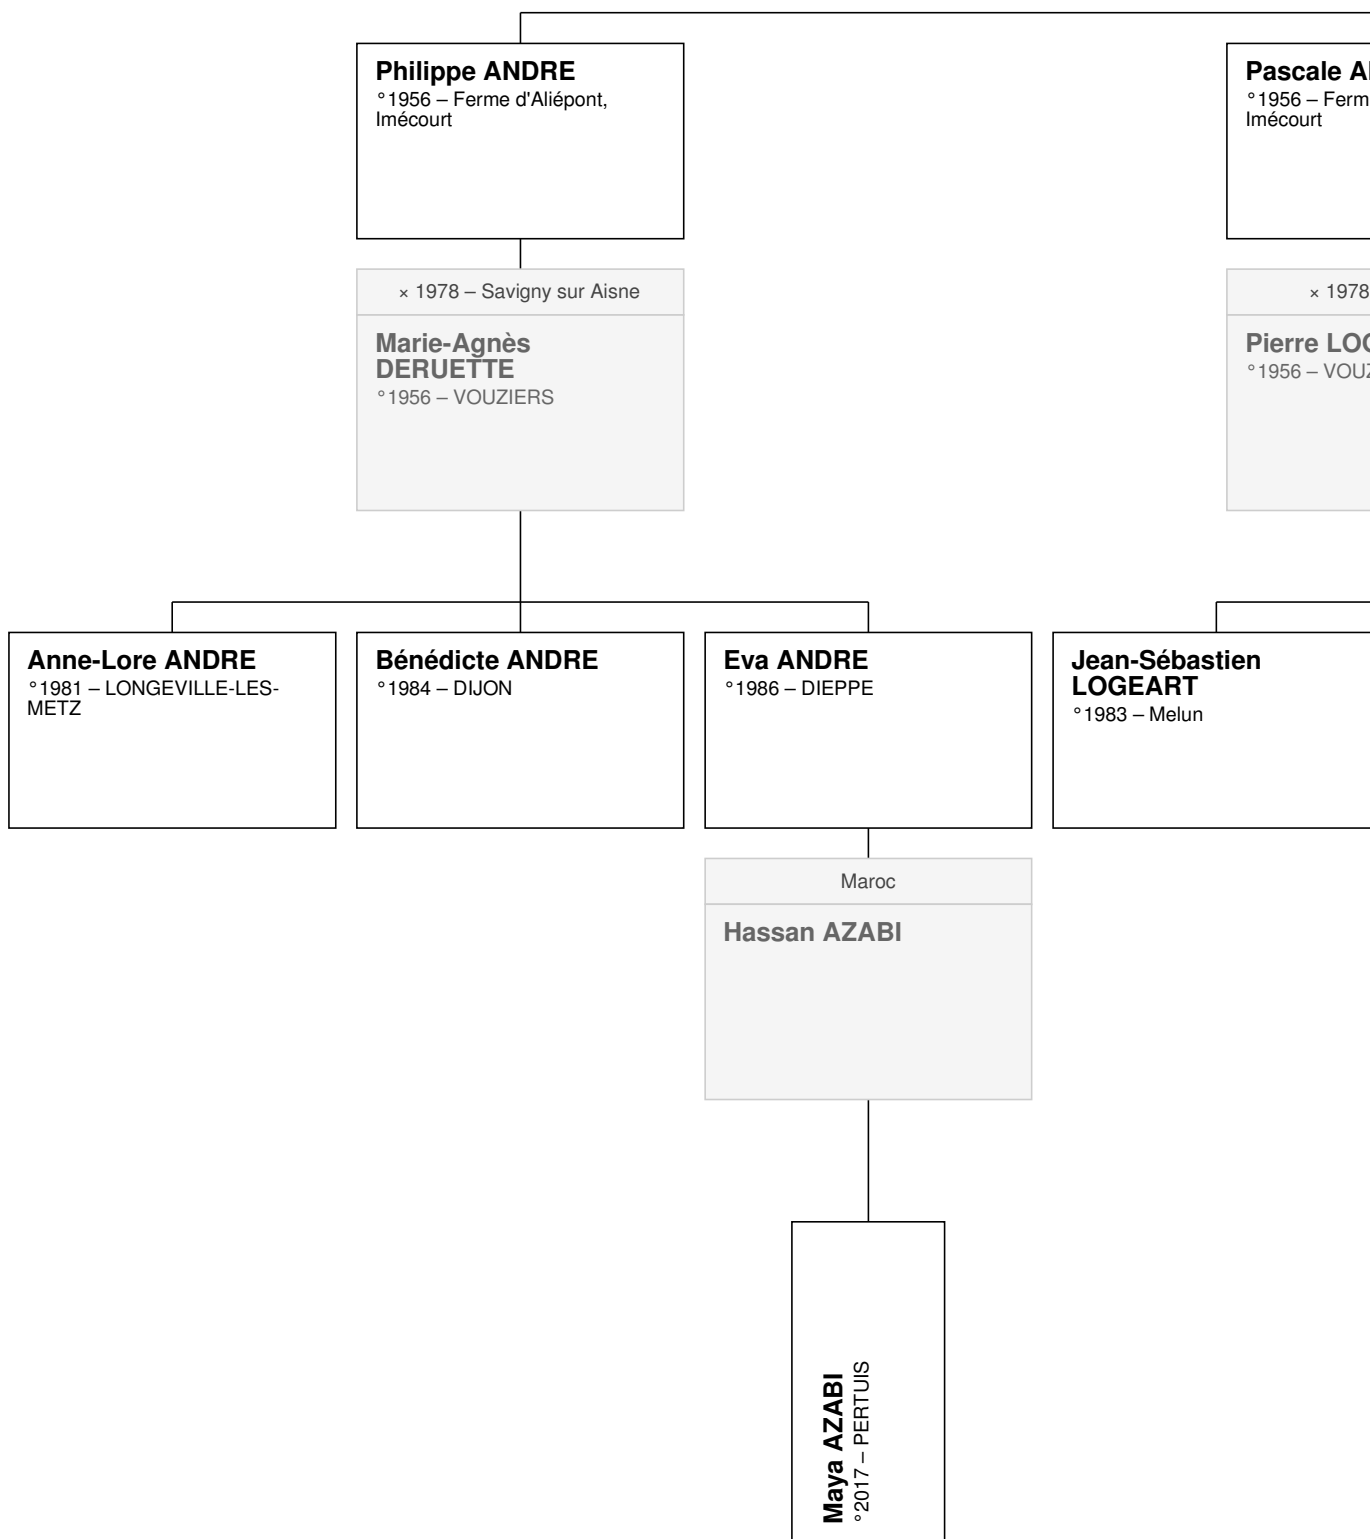 Philippe ANDRE
°1956 – Ferme d'Aliépont,
Imécourt
Pascale
°1956 –
Imécourt
× 1978 – Savigny sur Aisne
Marie-Agnès
DERUETTE
°1956 – VOUZIERS
× 1978
Pierre
°1956 –
Anne-Lore ANDRE
°1981 – LONGEVILLE-LES-
METZ
Bénédicte ANDRE
°1984 – DIJON
Eva ANDRE
°1986 – DIEPPE
Jean-Sébastien
LOGEART
°1983 – Melun
Maroc
Hassan AZABI
Maya AZABI
°2017 – PERTUIS